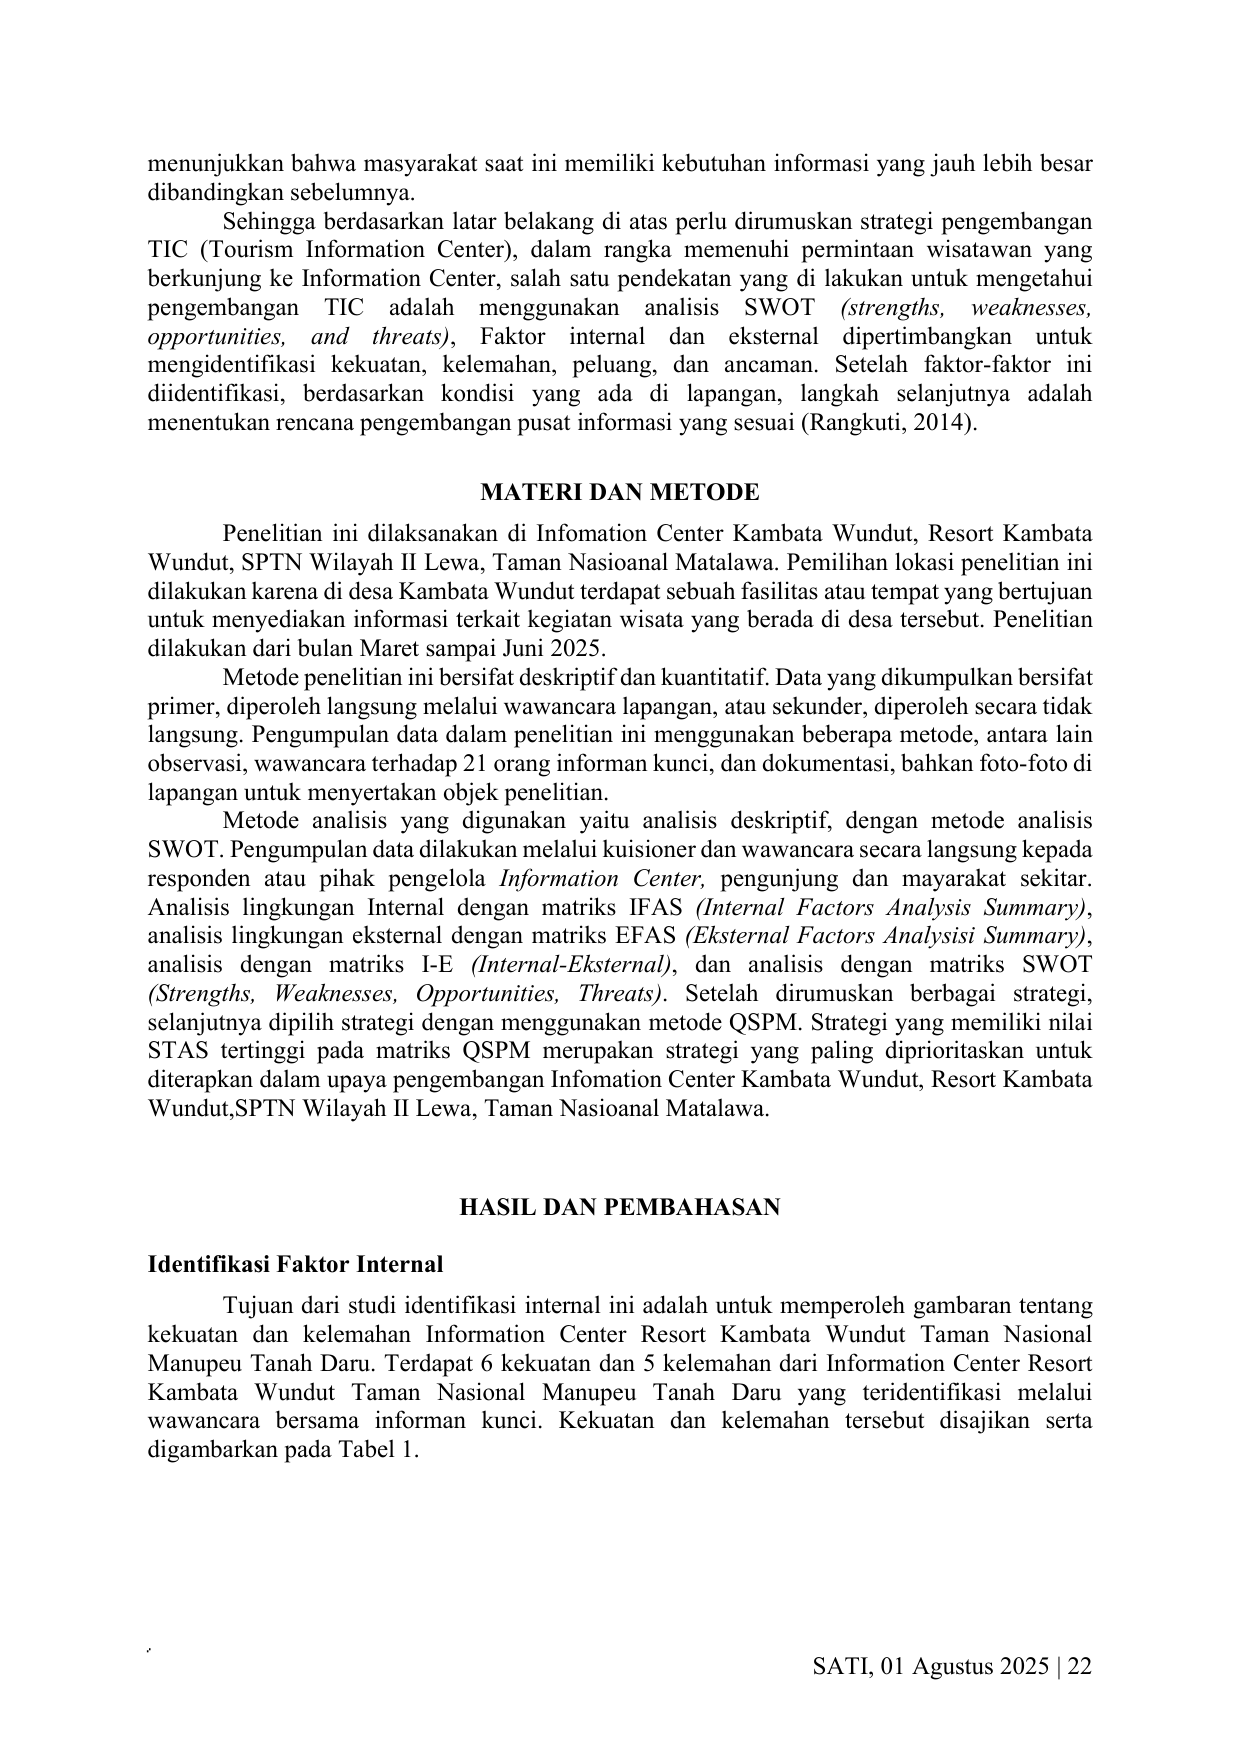 menunjukkan bahwa masyarakat saat ini memiliki kebutuhan informasi yang jauh lebih besar
dibandingkan sebelumnya.
Sehingga berdasarkan latar belakang di atas perlu dirumuskan strategi pengembangan
TIC (Tourism Information Center), dalam rangka memenuhi permintaan wisatawan yang
berkunjung ke Information Center, salah satu pendekatan yang di lakukan untuk mengetahui
pengembangan TIC adalah menggunakan analisis SWOT (strengths, weaknesses,
opportunities, and threats), Faktor internal dan eksternal dipertimbangkan untuk
mengidentifikasi kekuatan, kelemahan, peluang, dan ancaman. Setelah faktor-faktor ini
diidentifikasi, berdasarkan kondisi yang ada di lapangan, langkah selanjutnya adalah
menentukan rencana pengembangan pusat informasi yang sesuai (Rangkuti, 2014).
MATERI DAN METODE
Penelitian ini dilaksanakan di Infomation Center Kambata Wundut, Resort Kambata
Wundut, SPTN Wilayah II Lewa, Taman Nasioanal Matalawa. Pemilihan lokasi penelitian ini
dilakukan karena di desa Kambata Wundut terdapat sebuah fasilitas atau tempat yang bertujuan
untuk menyediakan informasi terkait kegiatan wisata yang berada di desa tersebut. Penelitian
dilakukan dari bulan Maret sampai Juni 2025.
Metode penelitian ini bersifat deskriptif dan kuantitatif. Data yang dikumpulkan bersifat
primer, diperoleh langsung melalui wawancara lapangan, atau sekunder, diperoleh secara tidak
langsung. Pengumpulan data dalam penelitian ini menggunakan beberapa metode, antara lain
observasi, wawancara terhadap 21 orang informan kunci, dan dokumentasi, bahkan foto-foto di
lapangan untuk menyertakan objek penelitian.
Metode analisis yang digunakan yaitu analisis deskriptif, dengan metode analisis
SWOT. Pengumpulan data dilakukan melalui kuisioner dan wawancara secara langsung kepada
responden atau pihak pengelola Information Center, pengunjung dan mayarakat sekitar.
Analisis lingkungan Internal dengan matriks IFAS (Internal Factors Analysis Summary),
analisis lingkungan eksternal dengan matriks EFAS (Eksternal Factors Analysisi Summary),
analisis dengan matriks I-E (Internal-Eksternal), dan analisis dengan matriks SWOT
(Strengths, Weaknesses, Opportunities, Threats). Setelah dirumuskan berbagai strategi,
selanjutnya dipilih strategi dengan menggunakan metode QSPM. Strategi yang memiliki nilai
STAS tertinggi pada matriks QSPM merupakan strategi yang paling diprioritaskan untuk
diterapkan dalam upaya pengembangan Infomation Center Kambata Wundut, Resort Kambata
Wundut,SPTN Wilayah II Lewa, Taman Nasioanal Matalawa.
HASIL DAN PEMBAHASAN
Identifikasi Faktor Internal
Tujuan dari studi identifikasi internal ini adalah untuk memperoleh gambaran tentang
kekuatan dan kelemahan Information Center Resort Kambata Wundut Taman Nasional
Manupeu Tanah Daru. Terdapat 6 kekuatan dan 5 kelemahan dari Information Center Resort
Kambata Wundut Taman Nasional Manupeu Tanah Daru yang teridentifikasi melalui
wawancara bersama informan kunci. Kekuatan dan kelemahan tersebut disajikan serta
digambarkan pada Tabel 1.
SATI, 01 Agustus 2025 | 22